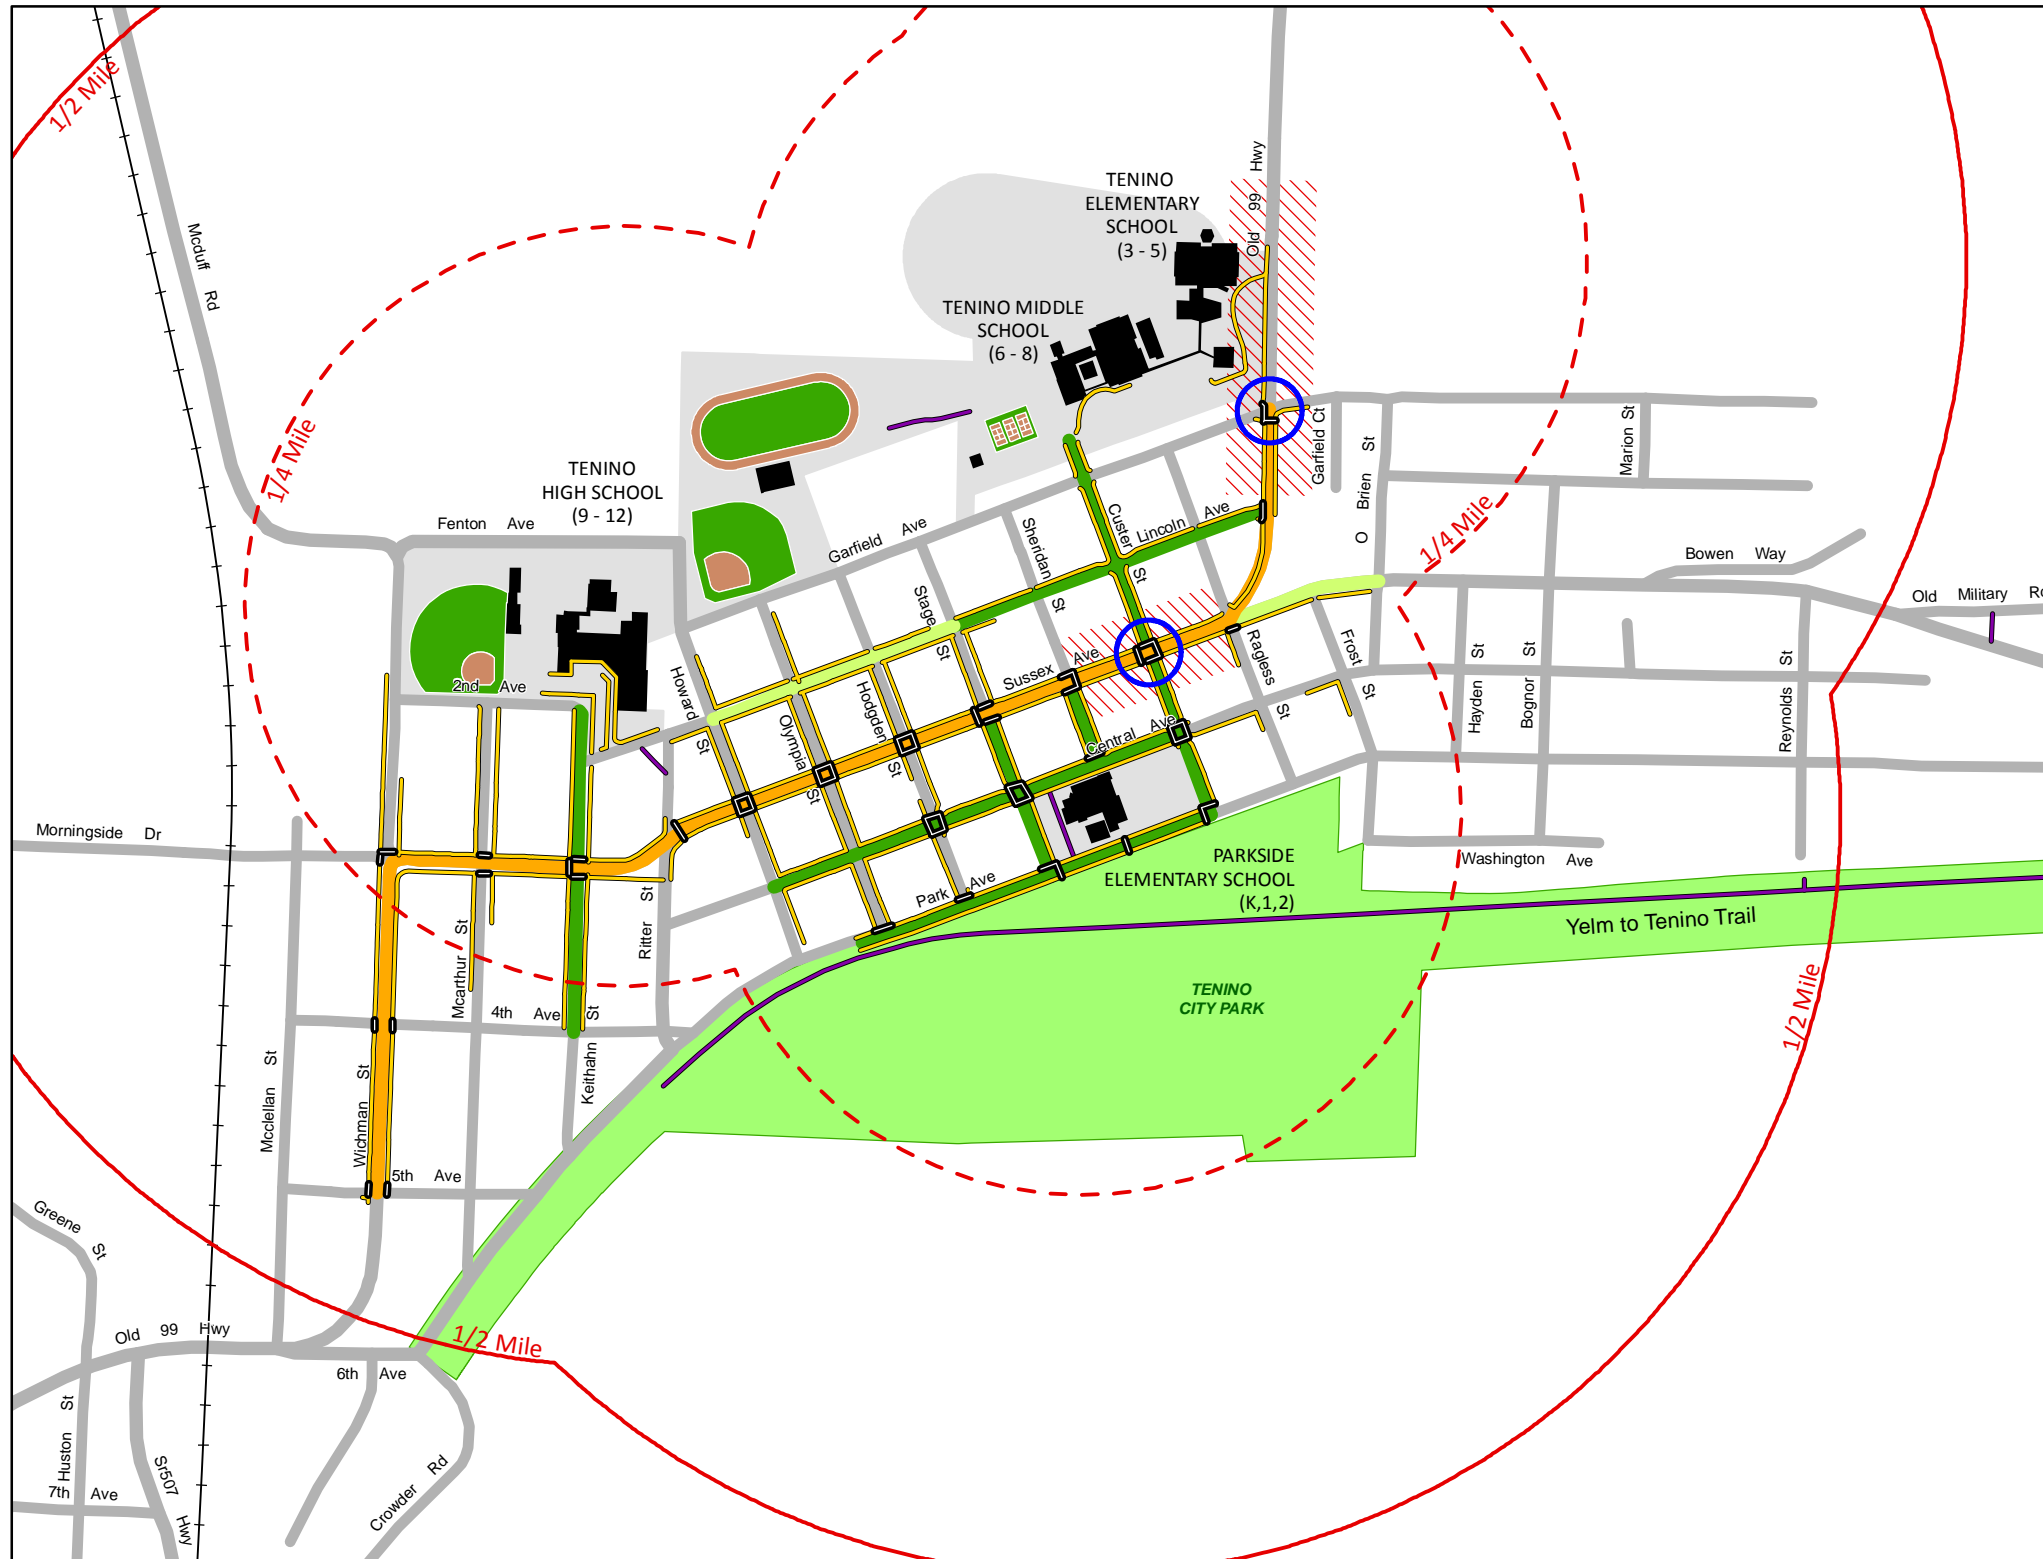 1/2 Mile
Mcduff Rd
Old 99 Hwy
TENINO
ELEMENTARY
SCHOOL
(3 - 5)
TENINO MIDDLE
SCHOOL
(6 - 8)
1/4 Mile
TENINO
HIGH SCHOOL
(9 - 12)
Fenton Ave
Garfield Ave
Garfield Ct
O Brien St
Marion St
1/4 Mile
Bowen Way
Old Military Ro
Custer St
Lincoln Ave
Sheridan St
Stage St
Sussex Ave
Ragless St
Frost St
Hayden St
Bognor St
Reynolds St
2nd Ave
Howard St
Olympia St
Hodgden St
Central Ave
Morningside Dr
Park Ave
PARKSIDE
ELEMENTARY SCHOOL
(K,1,2)
Washington Ave
Yelm to Tenino Trail
Mcarthur St
Ritter St
4th Ave
Keithahn St
TENINO
CITY PARK
1/2 Mile
Mcclellan St
Wichman St
5th Ave
Greene St
Old 99 Hwy
1/2 Mile
6th Ave
Huston St
Sr507 Hwy
7th Ave
Crowder Rd